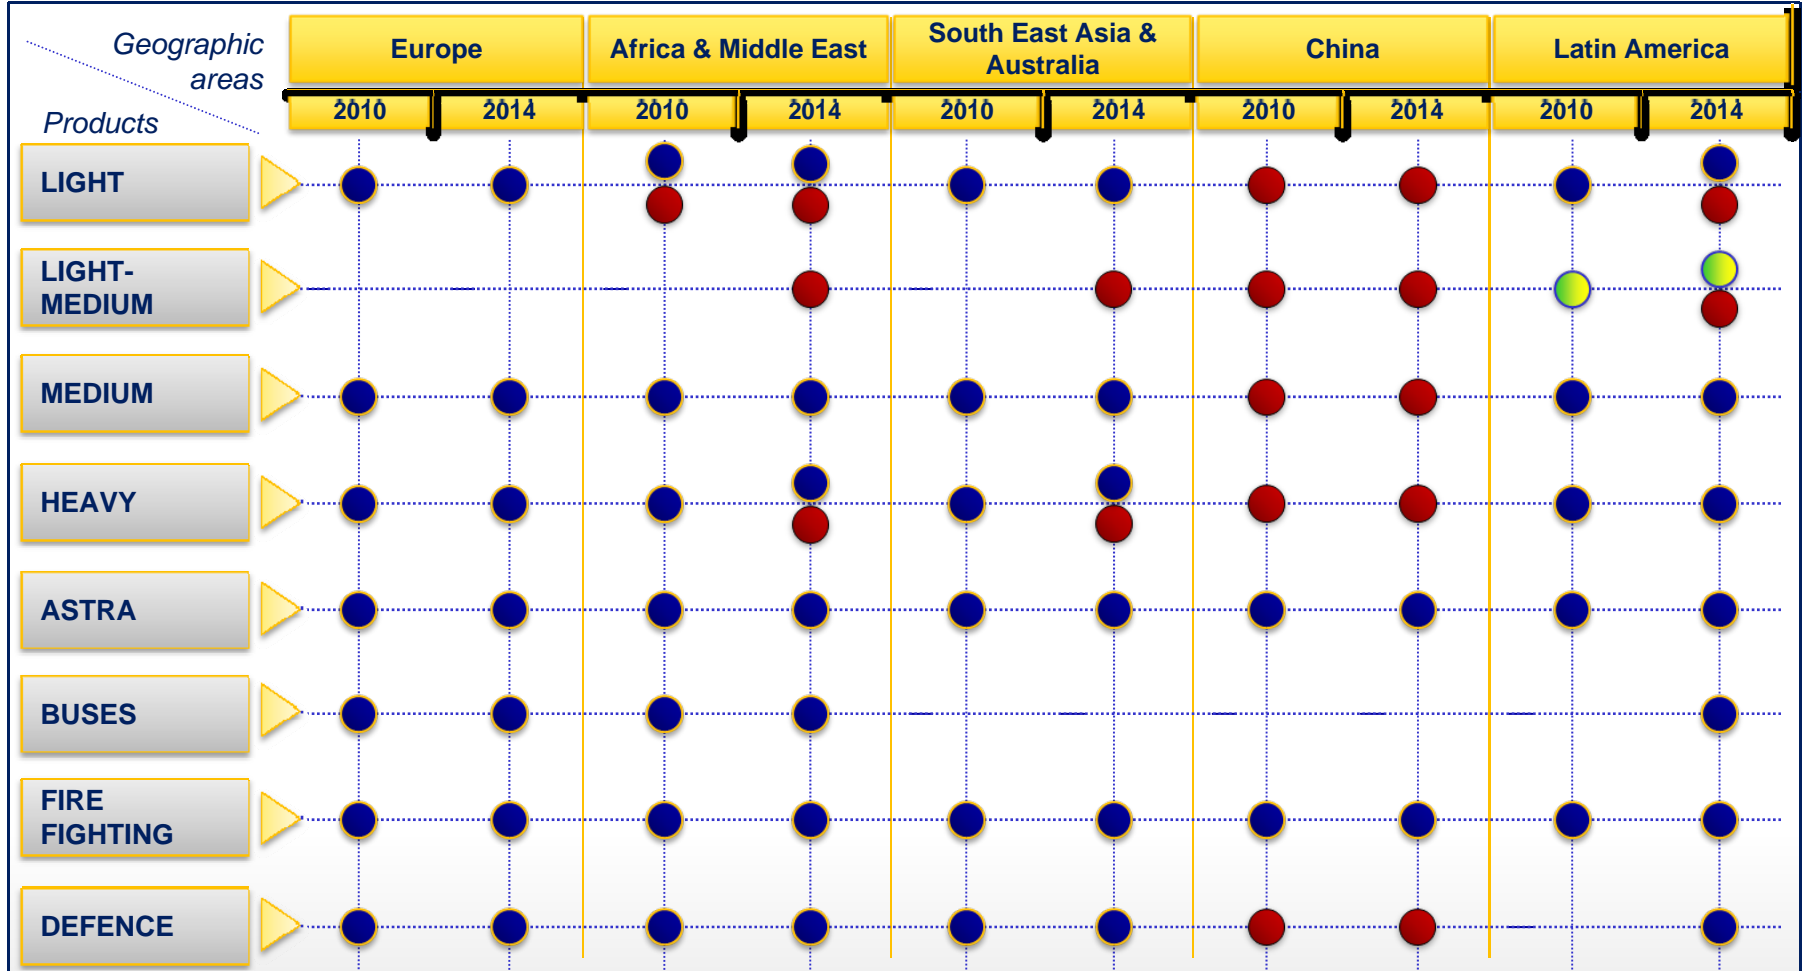 Geographic
areas
Products
Europe
Africa & Middle East
South East Asia &
Australia
China
Latin America
2010
2014
2010
2014
2010
2014
2010
2014
2010
2014
LIGHT
LIGHT-
MEDIUM
MEDIUM
HEAVY
ASTRA
BUSES
FIRE
FIGHTING
DEFENCE